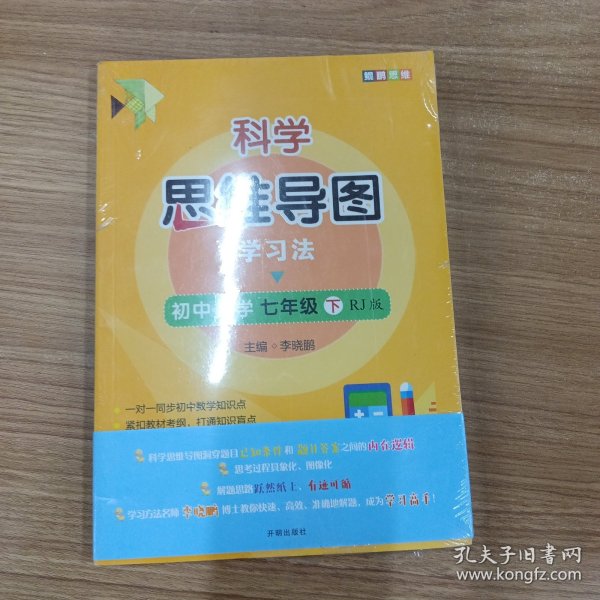 鲲鹏思维
科学
思维导图
学习法
初中数学 七年级 下 RJ版
主编◇李晓鹏
一对一同步初中数学知识点
紧扣教材考纲、打通知识盲点
科学思维导图洞穿题目已知条件和题目答案之间的内在逻辑
思考过程具象化、图像化
解题思路跃然纸上、有迹可循
学习方法名师李晓鹏博士教你快速、高效、准确地解题，成为学习高手！
开明出版社
孔夫子旧书网
www.kongfz.com